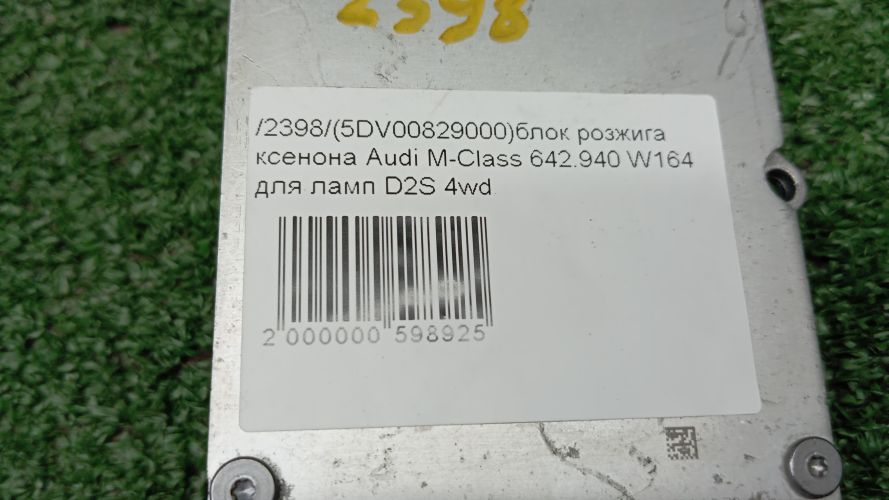 2398
/2398/(5DV00829000)блок розжига
ксенона Audi M-Class 642.940 W164
для ламп D2S 4wd
2 000000 598925